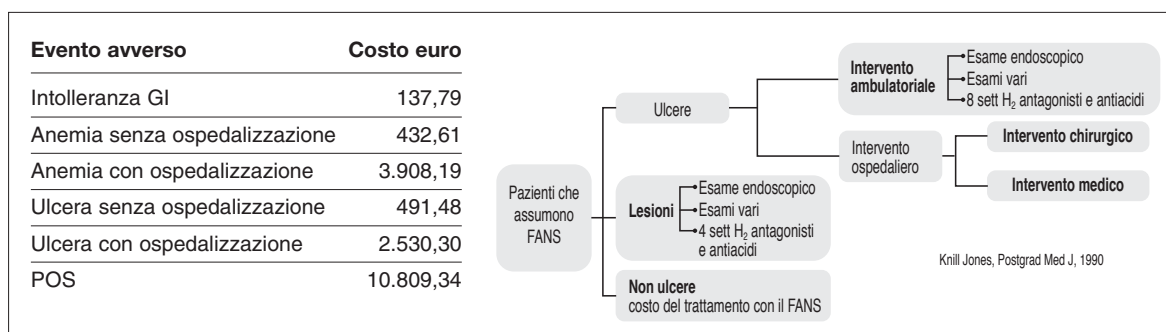 Evento avverso Costo euro
Intolleranza GI 137,79
Anemia senza ospedalizzazione 432,61
Anemia con ospedalizzazione 3.908,19
Ulcera senza ospedalizzazione 491,48
Ulcera con ospedalizzazione 2.530,30
POS 10.809,34
Pazienti che
assumono
FANS
Ulcere
Intervento
ambulatoriale
•Esame endoscopico
•Esami vari
•8 sett H₂ antagonisti e antiacidi
Intervento
ospedaliero
Intervento chirurgico
Intervento medico
Lesioni
•Esame endoscopico
•Esami vari
•4 sett H₂ antagonisti
e antiacidi
Non ulcere
costo del trattamento con il FANS
Knill Jones, Postgrad Med J, 1990